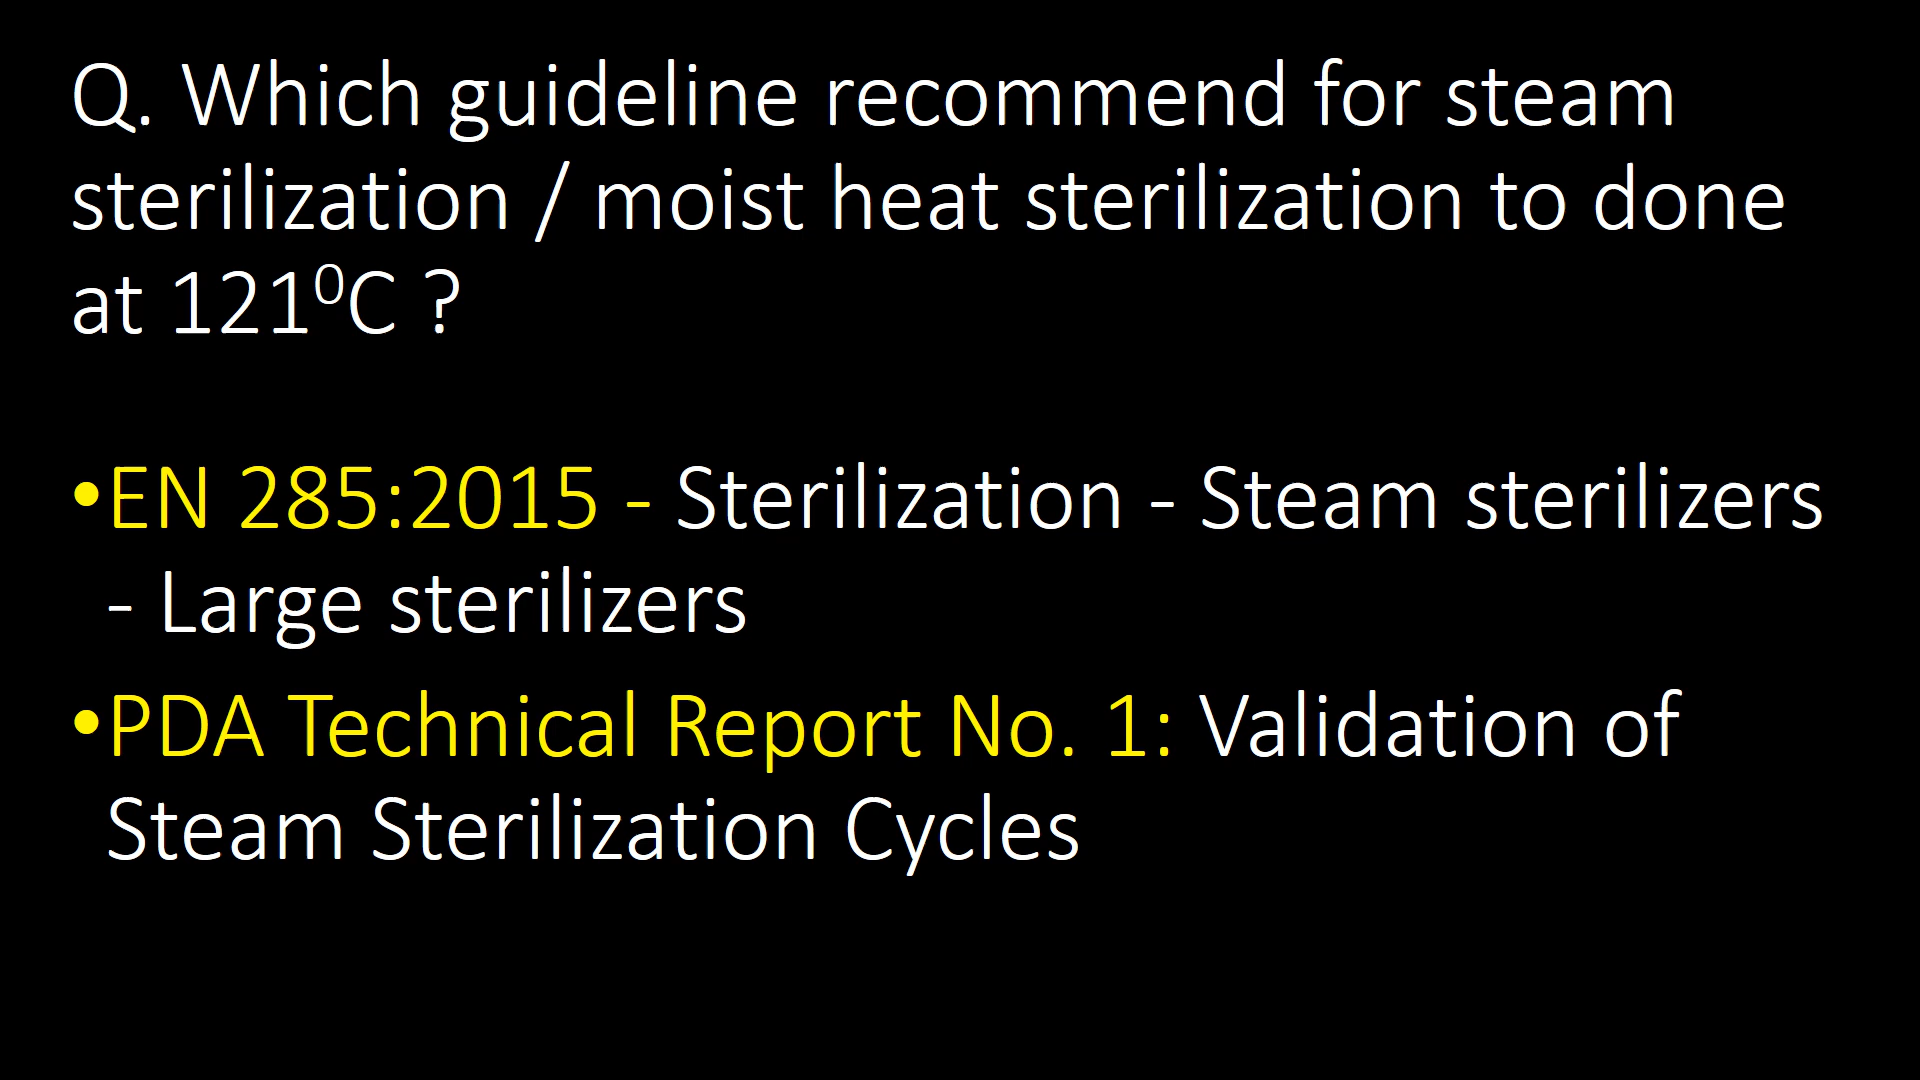 Q. Which guideline recommend for steam
sterilization / moist heat sterilization to done
at 121⁰C ?
•EN 285:2015 - Sterilization - Steam sterilizers
- Large sterilizers
•PDA Technical Report No. 1: Validation of
Steam Sterilization Cycles